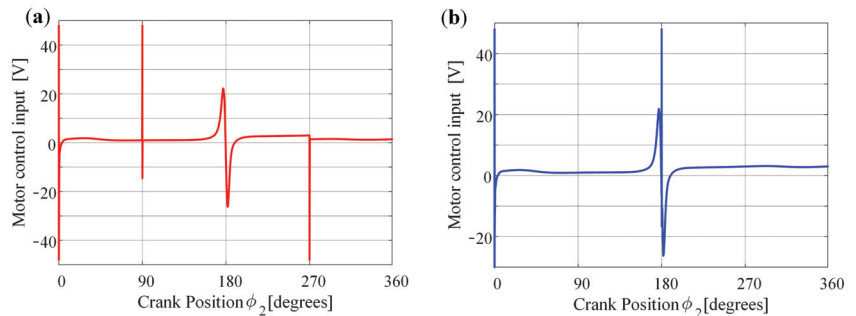 (a)
Motor control input [V]
40
20
0
-20
-40
0 90 180 270 360
Crank Position ϕ2 [degrees]
(b)
Motor control input [V]
40
20
0
-20
0 90 180 270 360
Crank Position ϕ2 [degrees]